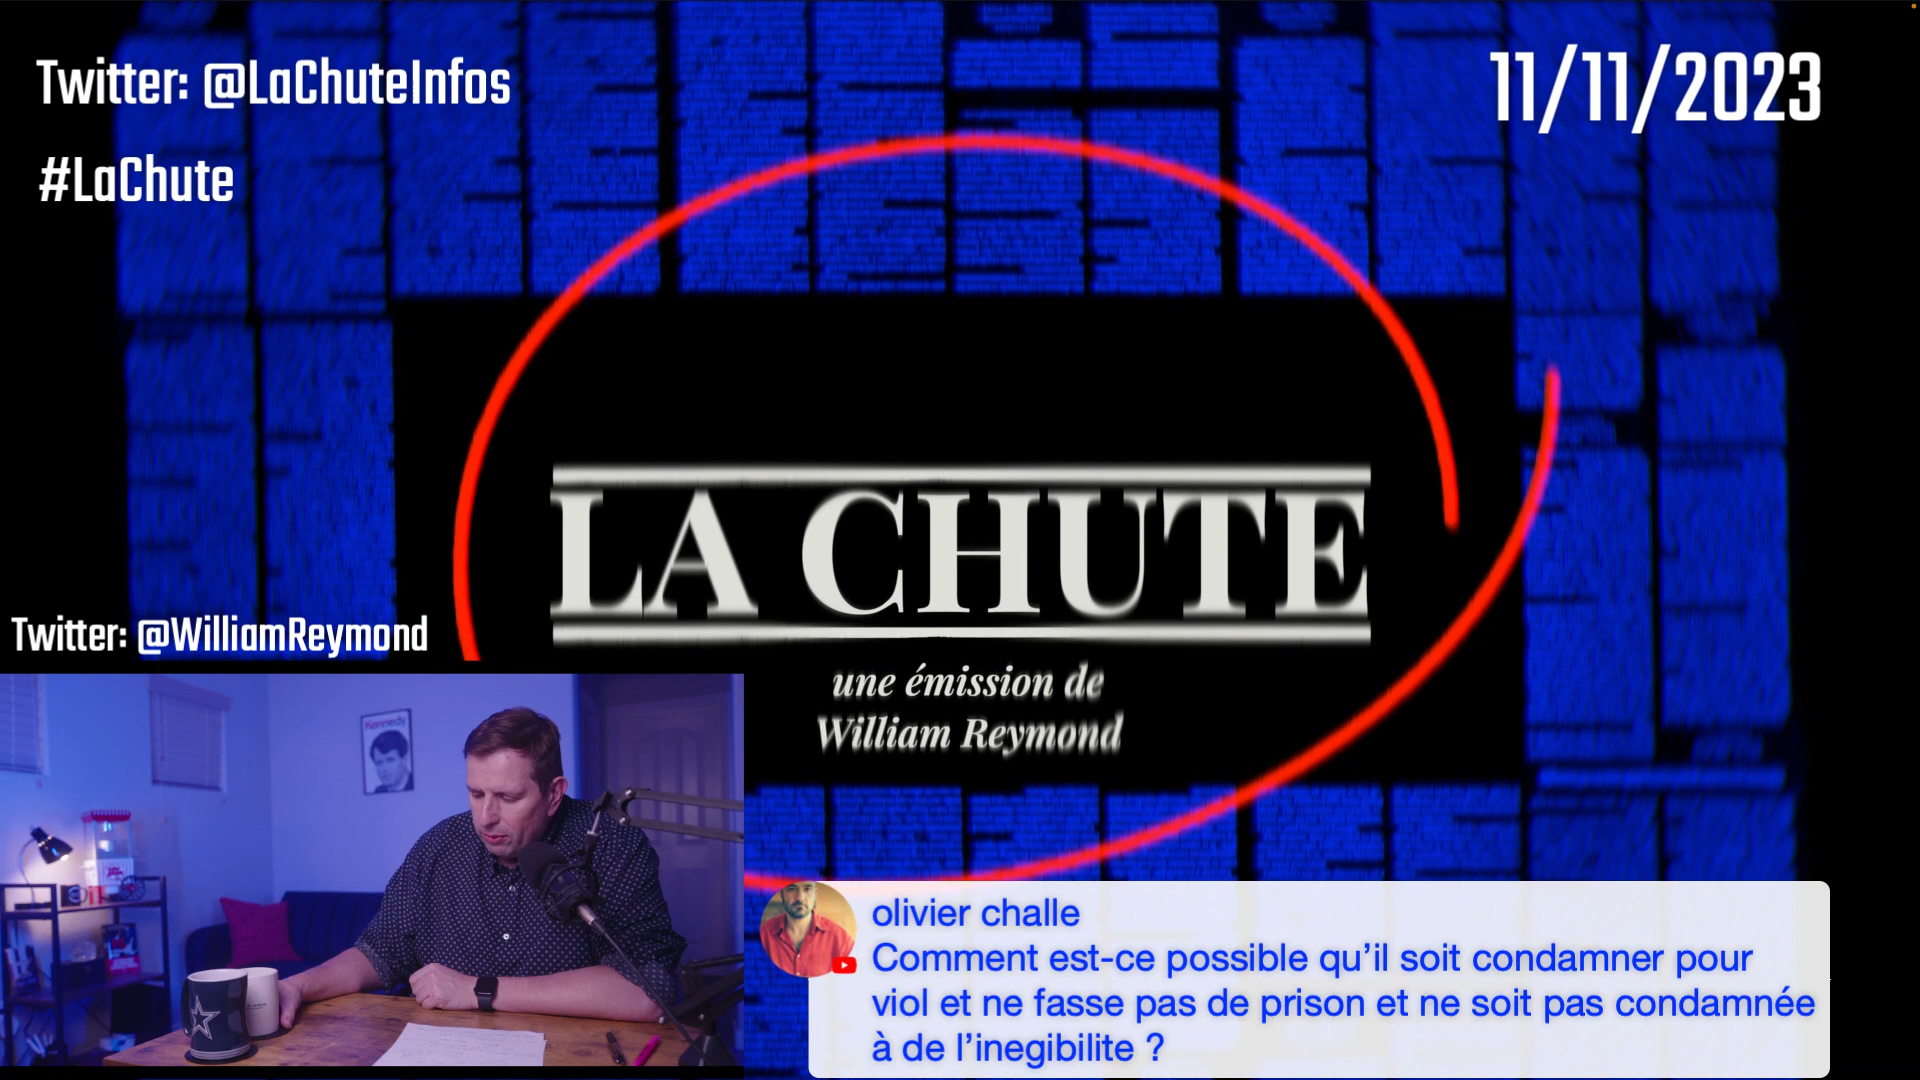 Twitter: @LaChuteInfos
11/11/2023
#LaChute
LA CHUTE
une émission de
William Reymond
Twitter: @WilliamReymond
Kennedy
olivier challe
Comment est-ce possible qu’il soit condamner pour
viol et ne fasse pas de prison et ne soit pas condamnée
à de l’inegibilite ?